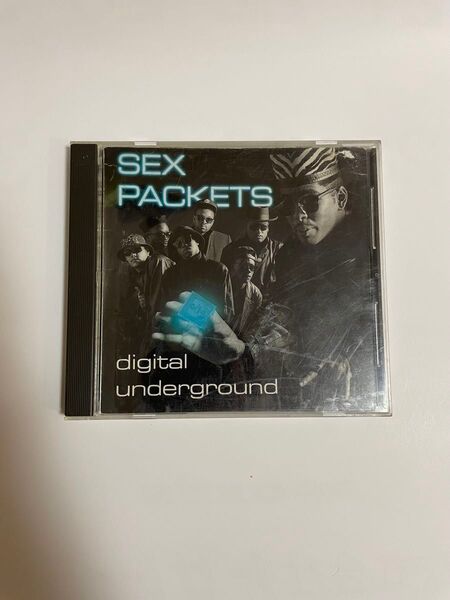 SEX
PACKETS
digital
underground